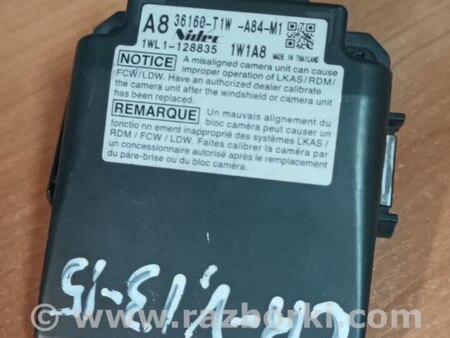 A8 36160-T1W -A84-M1
Nidec
1WL1-128835 1W1A8 MADE IN THAILAND
NOTICE A misaligned camera unit can cause
improper operation of LKAS/RDM/
FCW/LDW. Have an authorized dealer calibrate
the camera unit after the windshield or camera unit
has been replaced.
REMARQUE Un mauvais alignement du
bloc caméra peut causer un
fonctio nn ement inapproprié des systèmes LKAS /
RDM / FCW / LDW. Faites calibrer la caméra par
un concessionnaire autorisé après le remplacement
du pare-brise ou du bloc caméra.
© www.razborki.com